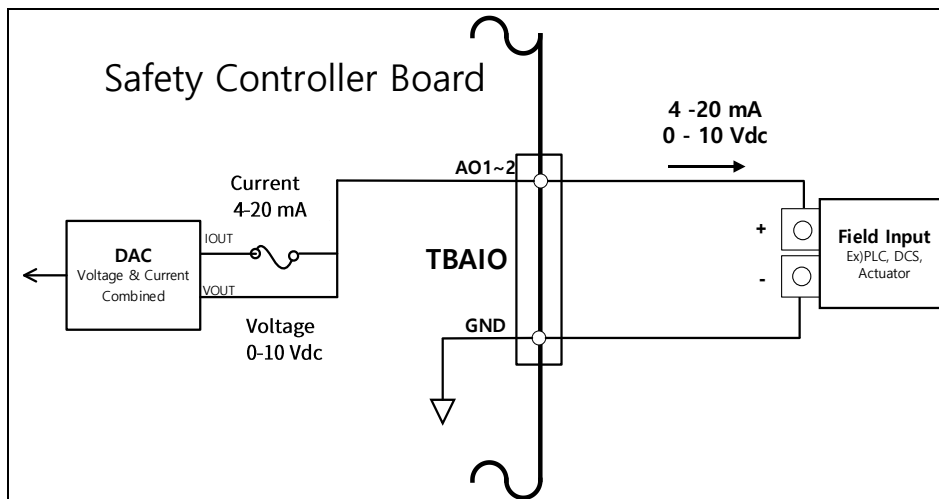 Safety Controller Board
4 -20 mA
0 - 10 Vdc
AO1~2
Current
4-20 mA
IOUT
DAC
Voltage & Current
Combined
VOUT
Voltage
0-10 Vdc
TBAIO
GND
+
-
Field Input
Ex)PLC, DCS,
Actuator